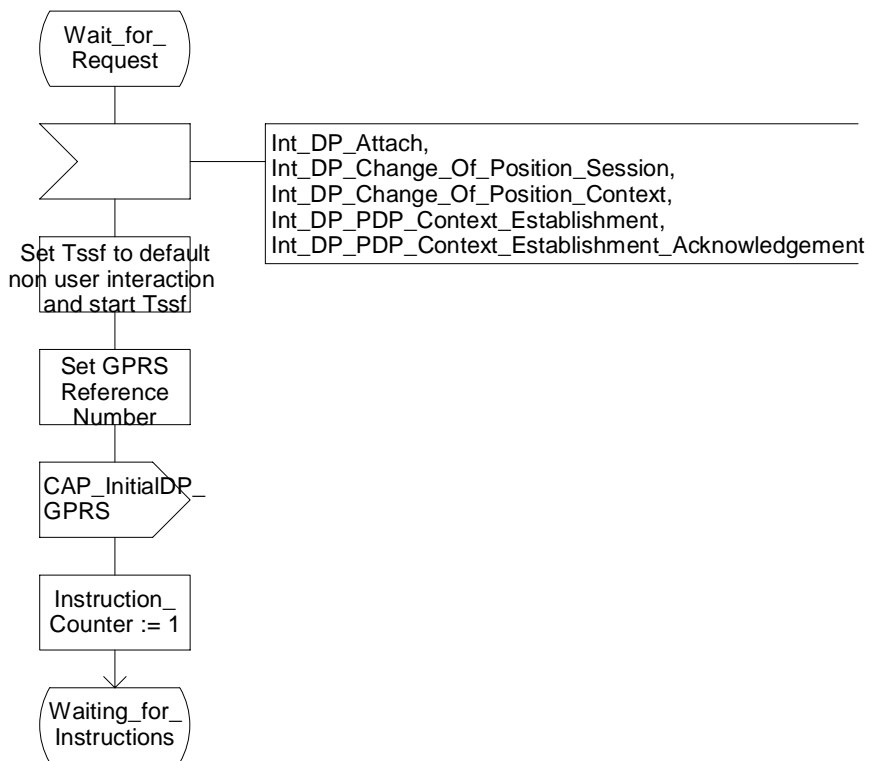 Wait_for_
Request
Int_DP_Attach,
Int_DP_Change_Of_Position_Session,
Int_DP_Change_Of_Position_Context,
Int_DP_PDP_Context_Establishment,
Int_DP_PDP_Context_Establishment_Acknowledgement
Set Tssf to default
non user interaction
and start Tssf
Set GPRS
Reference
Number
CAP_InitialDP_
GPRS
Instruction_
Counter := 1
Waiting_for_
Instructions